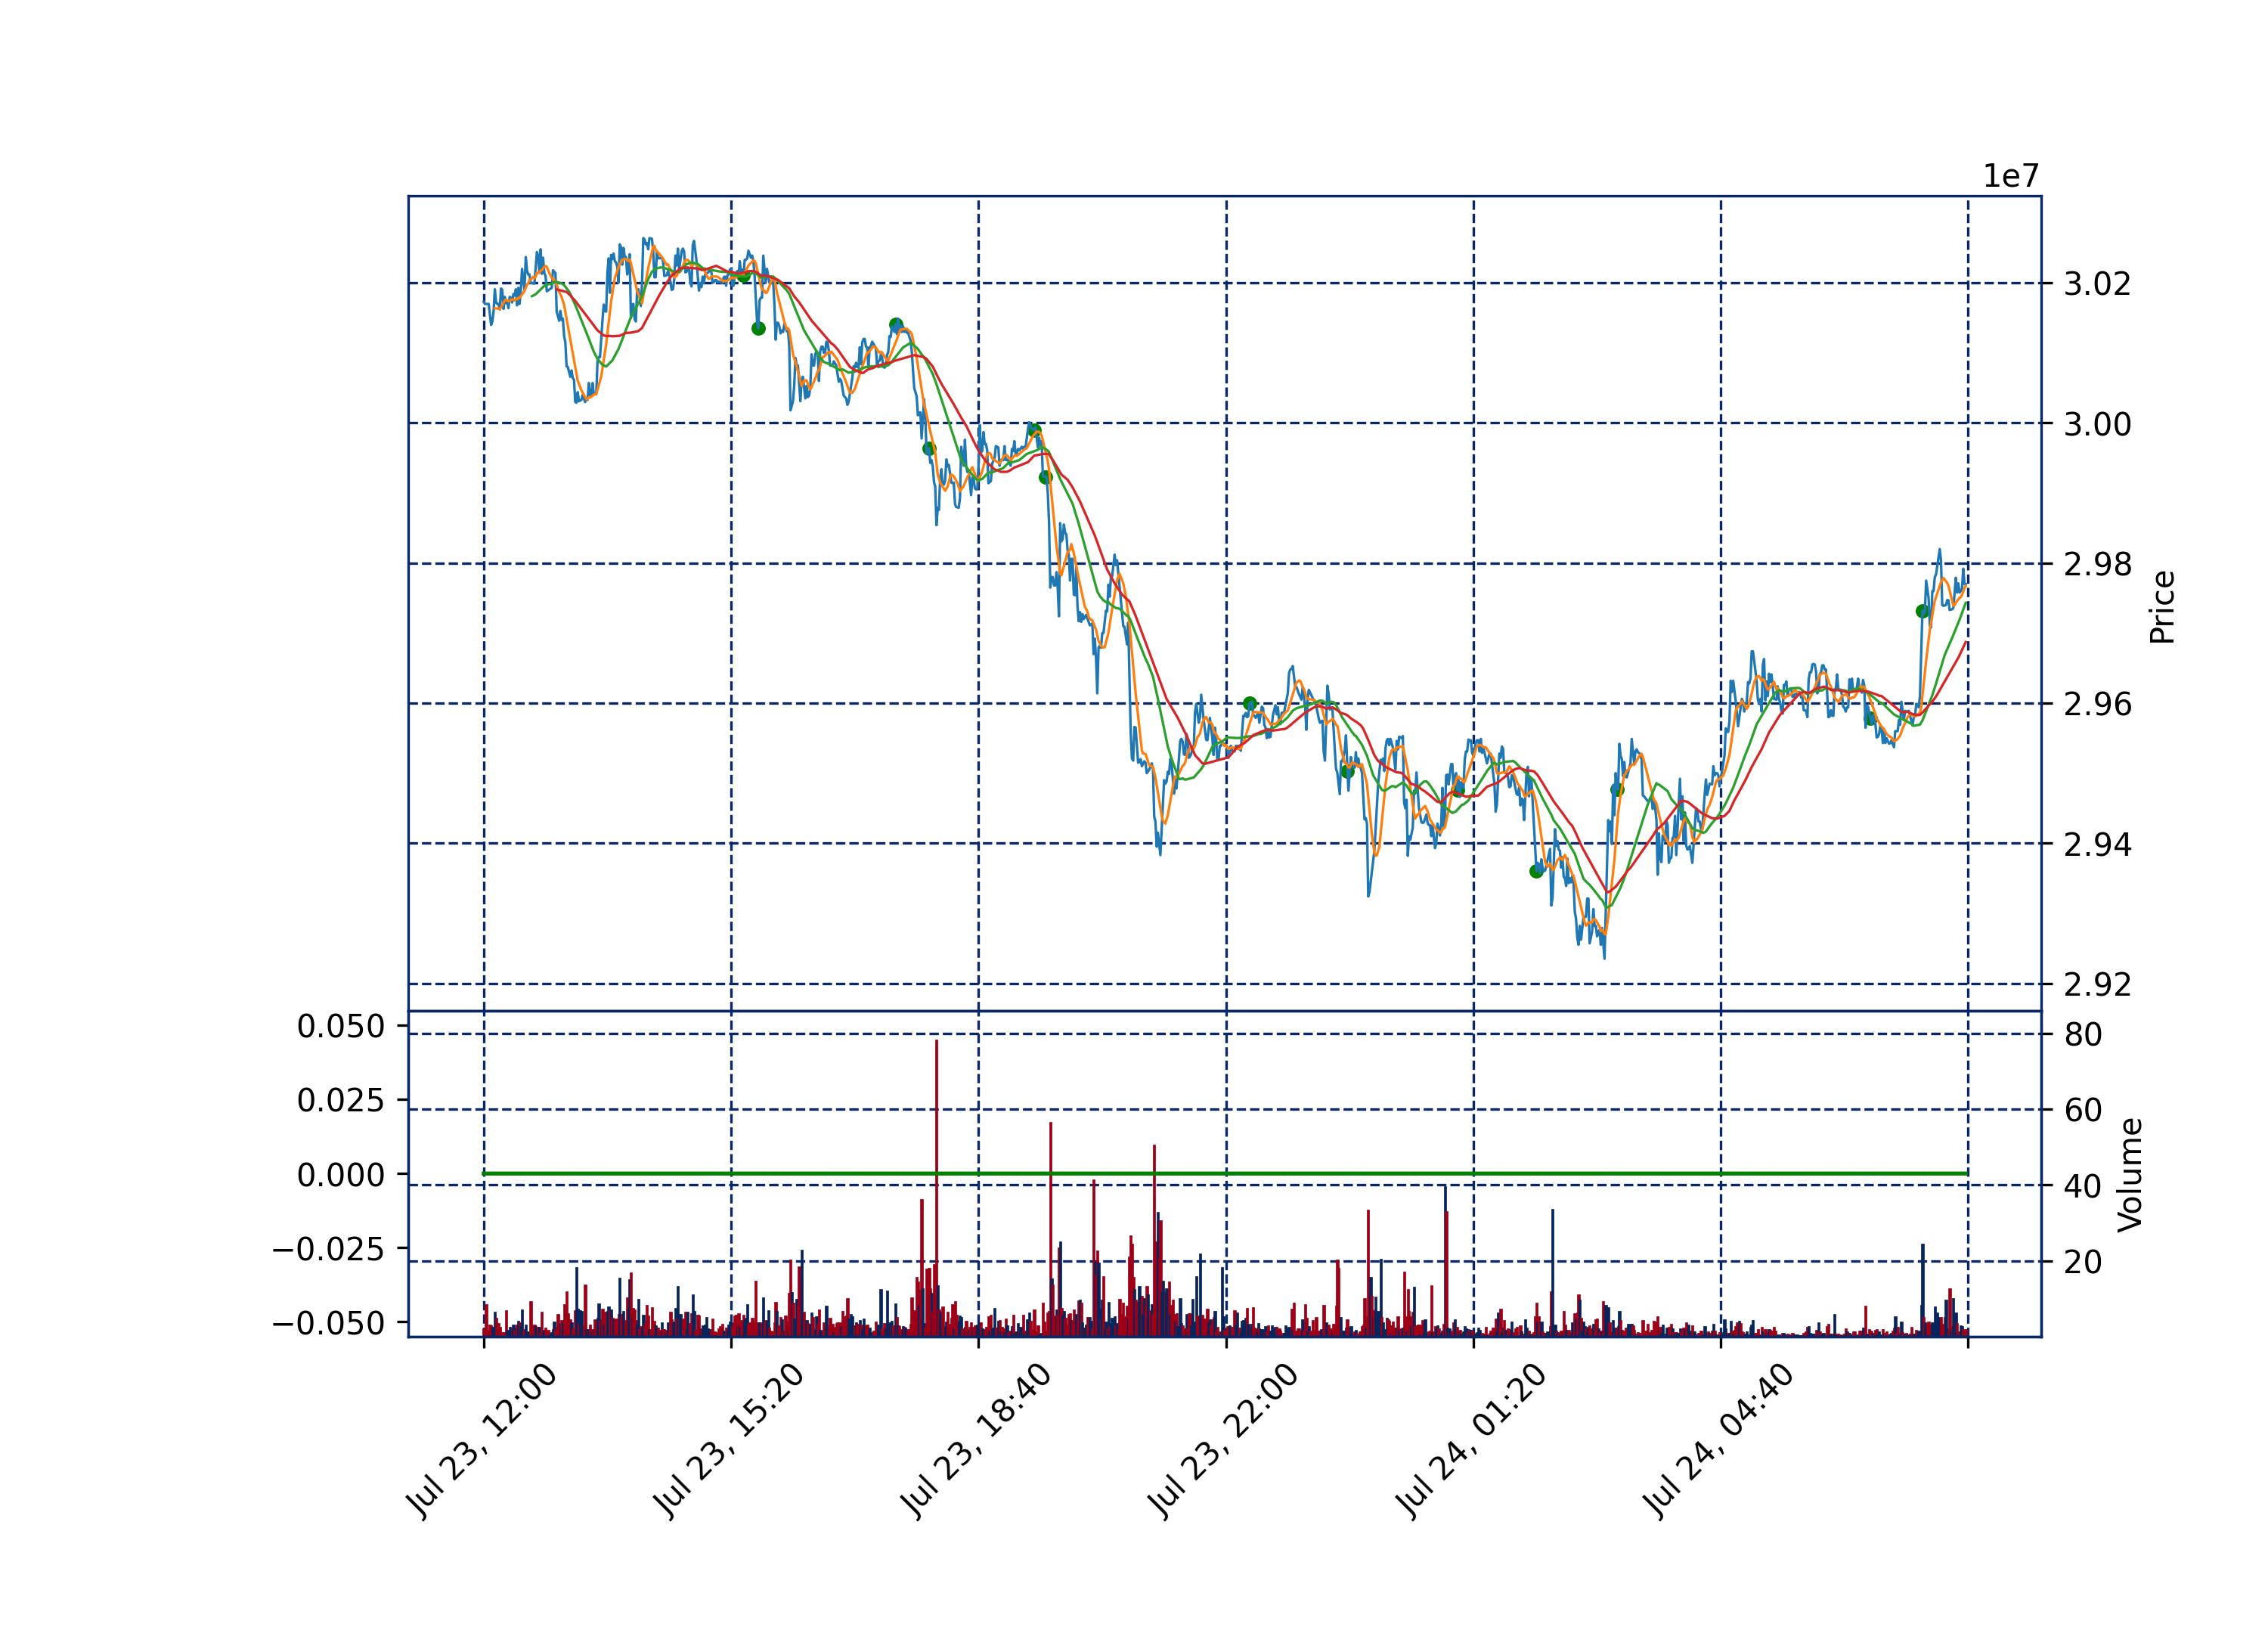 1e7
3.02
3.00
2.98
2.96
2.94
2.92
Price
0.050
0.025
0.000
−0.025
−0.050
80
60
40
20
Volume
Jul 23, 12:00
Jul 23, 15:20
Jul 23, 18:40
Jul 23, 22:00
Jul 24, 01:20
Jul 24, 04:40